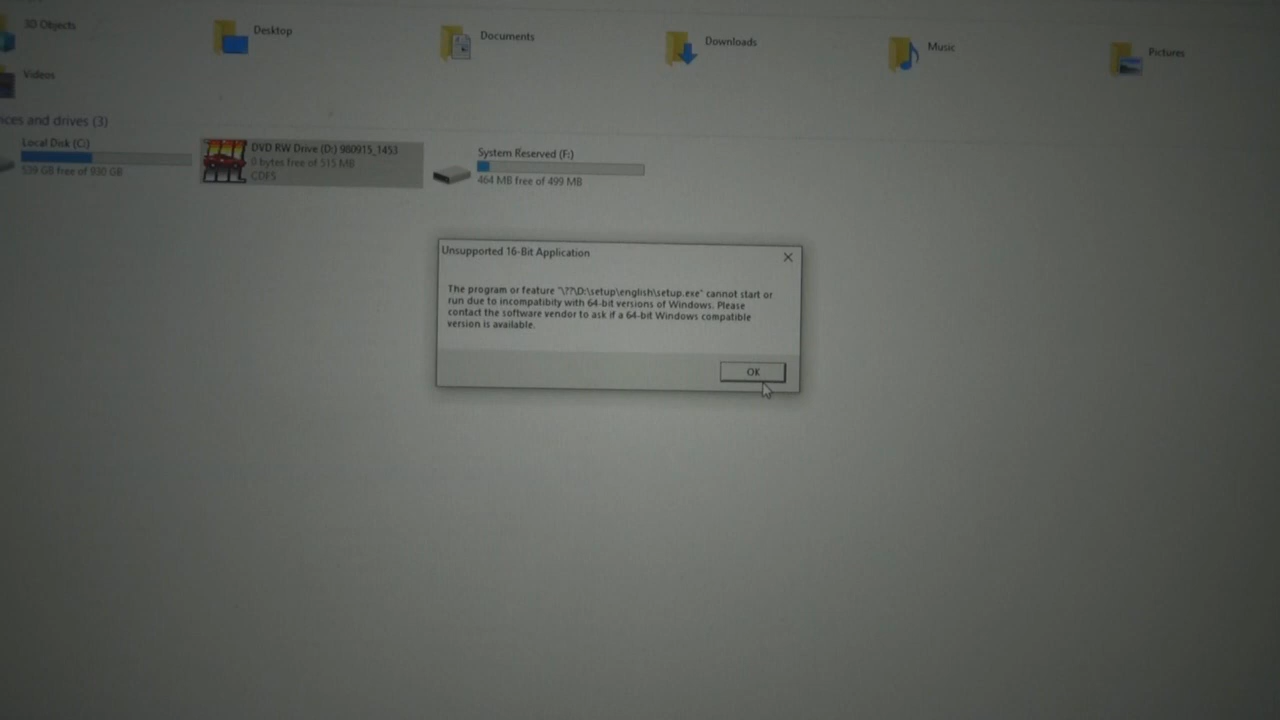 3D Objects
Desktop
Documents
Downloads
Music
Pictures
Videos
ices and drives (3)
Local Disk (C:)
539 GB free of 930 GB
DVD RW Drive (D:) 980915_1453
0 bytes free of 515 MB
CDFS
System Reserved (F:)
464 MB free of 499 MB
Unsupported 16-Bit Application
The program or feature "\??\D:\setup\english\setup.exe" cannot start or
run due to incompatibity with 64-bit versions of Windows. Please
contact the software vendor to ask if a 64-bit Windows compatible
version is available.
OK